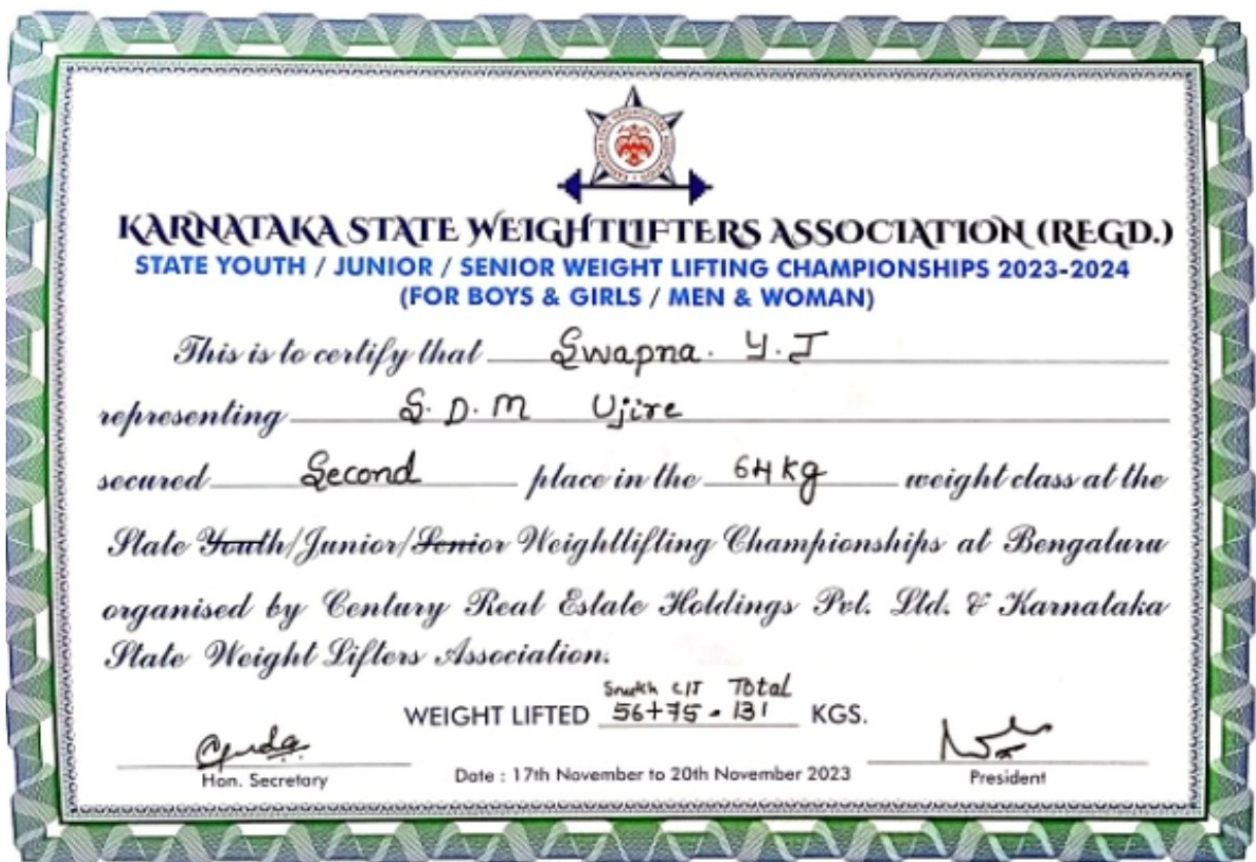 KARNATAKA STATE WEIGHTLIFTERS ASSOCIATION (REGD.)
STATE YOUTH / JUNIOR / SENIOR WEIGHT LIFTING CHAMPIONSHIPS 2023-2024
(FOR BOYS & GIRLS / MEN & WOMAN)
This is to certify that Swapna. Y.J
representing S. D. M Ujire
secured Second place in the 64 kg weight class at the
State Youth/Junior/Senior Weightlifting Championships at Bengaluru
organised by Century Real Estate Holdings Pvt. Ltd. & Karnataka
State Weight Lifters Association.
C/J Total
WEIGHT LIFTED 56+75 - 131 KGS.
Hon. Secretary Date : 17th November to 20th November 2023 President